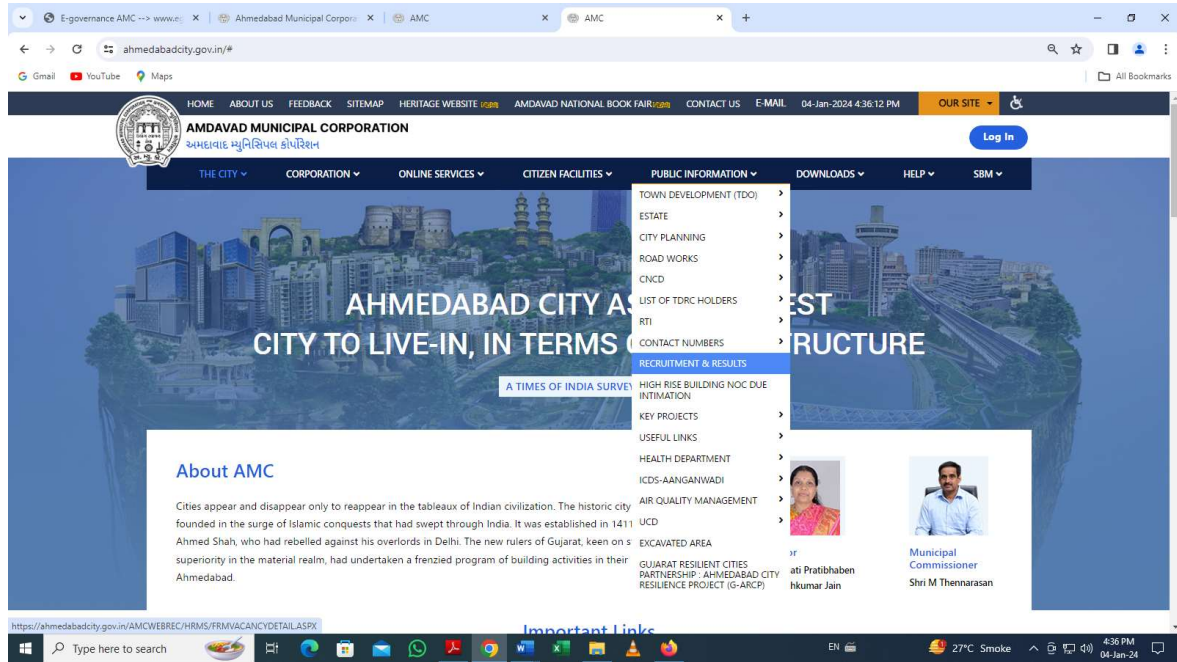 E-governance AMC --> www.e
Ahmedabad Municipal Corpora
AMC
AMC
ahmedabadcity.gov.in/#
Gmail
YouTube
Maps
All Bookmarks
HOME ABOUT US FEEDBACK SITEMAP HERITAGE WEBSITE AMDAVAD NATIONAL BOOK FAIR CONTACT US E-MAIL 04-Jan-2024 4:36:12 PM OUR SITE
AMDAVAD MUNICIPAL CORPORATION
અમદાવાદ મ્યુનિસિપલ કોર્પોરેશન
Log In
THE CITY CORPORATION ONLINE SERVICES CITIZEN FACILITIES PUBLIC INFORMATION DOWNLOADS HELP SBM
TOWN DEVELOPMENT (TDO)
ESTATE
CITY PLANNING
ROAD WORKS
CNCD
LIST OF TDRC HOLDERS
RTI
CONTACT NUMBERS
RECRUITMENT & RESULTS
HIGH RISE BUILDING NOC DUE
INTIMATION
KEY PROJECTS
USEFUL LINKS
HEALTH DEPARTMENT
ICDS-AANGANWADI
AIR QUALITY MANAGEMENT
UCD
EXCAVATED AREA
GUJARAT RESILIENT CITIES
PARTNERSHIP : AHMEDABAD CITY
RESILIENCE PROJECT (G-ARCP)
AHMEDABAD CITY AS EST
CITY TO LIVE-IN, IN TERMS RUCTURE
A TIMES OF INDIA SURVEY
About AMC
Cities appear and disappear only to reappear in the tableaux of Indian civilization. The historic city
founded in the surge of Islamic conquests that had swept through India. It was established in 1411
Ahmed Shah, who had rebelled against his overlords in Delhi. The new rulers of Gujarat, keen on s
superiority in the material realm, had undertaken a frenzied program of building activities in their
Ahmedabad.
or
ati Pratibhaben
hkumar Jain
Municipal
Commissioner
Shri M Thennarasan
Important Links
https://ahmedabadcity.gov.in/AMCWEBREC/HRMS/FRMVACANCYDETAIL.ASPX
Type here to search
EN
27°C Smoke
4:36 PM
04-Jan-24